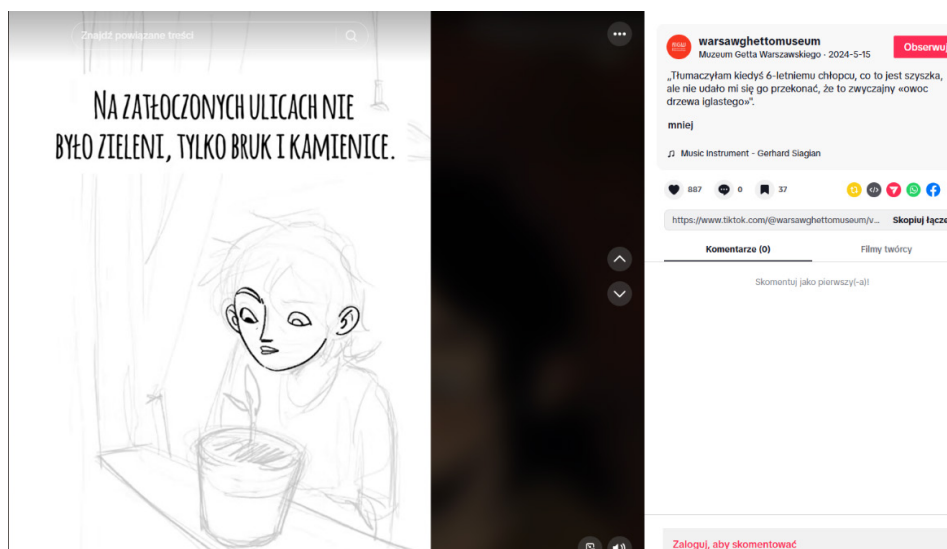 Znajdź powiązane treści
NA ZATŁOCZONYCH ULICACH NIE
BYŁO ZIELENI, TYLKO BRUK I KAMIENICE.
warsawghettomuseum
Muzeum Getta Warszawskiego · 2024-5-15
Obserwuj
„Tłumaczyłam kiedyś 6-letniemu chłopcu, co to jest szyszka,
ale nie udało mi się go przekonać, że to zwyczajny «owoc
drzewa iglastego»”.
mniej
Music Instrument - Gerhard Siagian
887 0 37
https://www.tiktok.com/@warsawghettomuseum/v... Skopiuj łącze
Komentarze (0) Filmy twórcy
Skomentuj jako pierwszy(-a)!
Zaloguj, aby skomentować